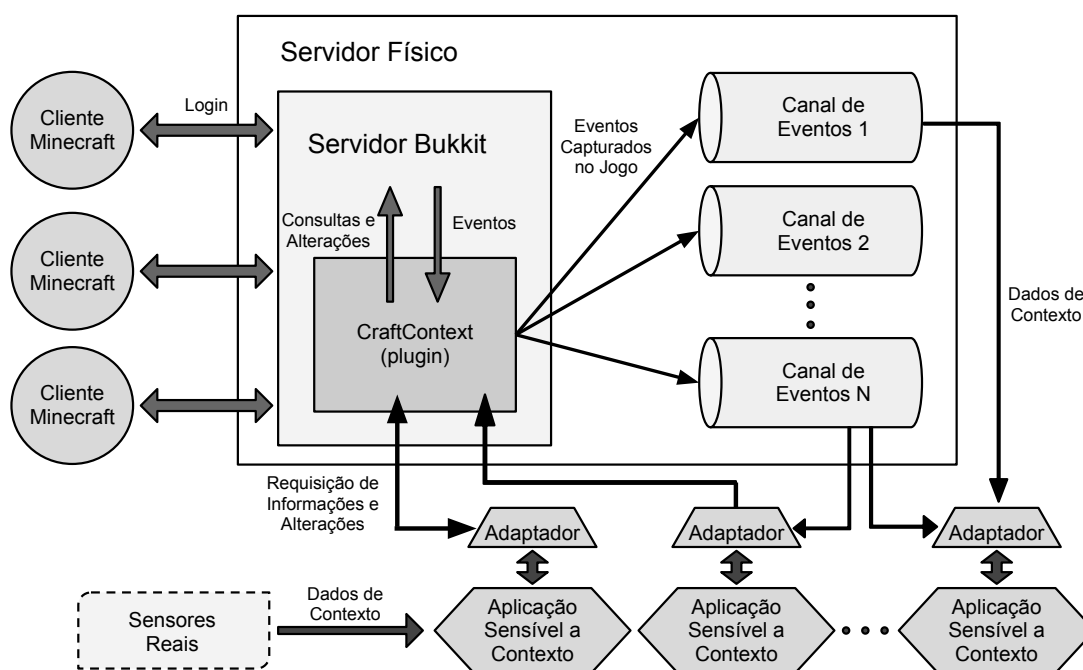 Servidor Físico
Cliente
Minecraft
Login
Servidor Bukkit
Eventos
Capturados
no Jogo
Canal de
Eventos 1
Consultas e
Alterações
Eventos
Canal de
Eventos 2
Cliente
Minecraft
Dados de
Contexto
CraftContext
(plugin)
Cliente
Minecraft
Canal de
Eventos N
Requisição de
Informações e
Alterações
Adaptador
Adaptador
Adaptador
Sensores
Reais
Dados de
Contexto
Aplicação
Sensível a
Contexto
Aplicação
Sensível a
Contexto
Aplicação
Sensível a
Contexto